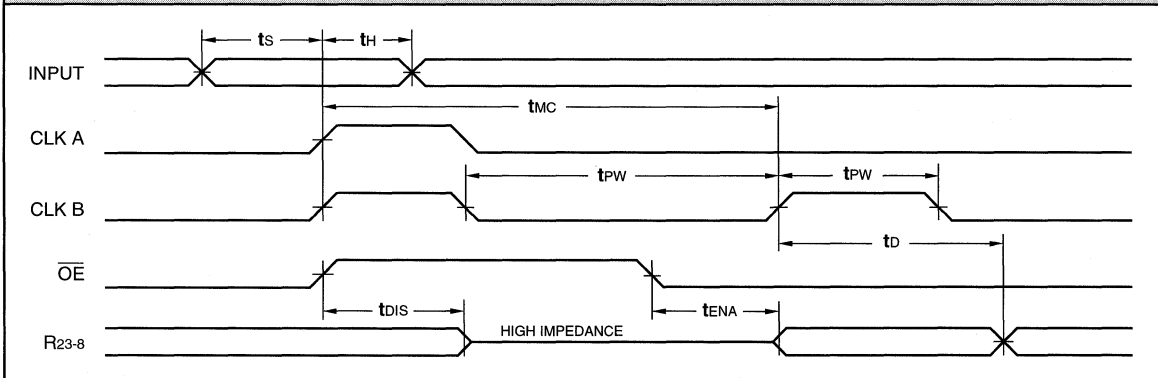 tS tH
INPUT
tMC
CLK A
tPW tPW
CLK B
tD
OE
tDIS HIGH IMPEDANCE tENA
R23-8